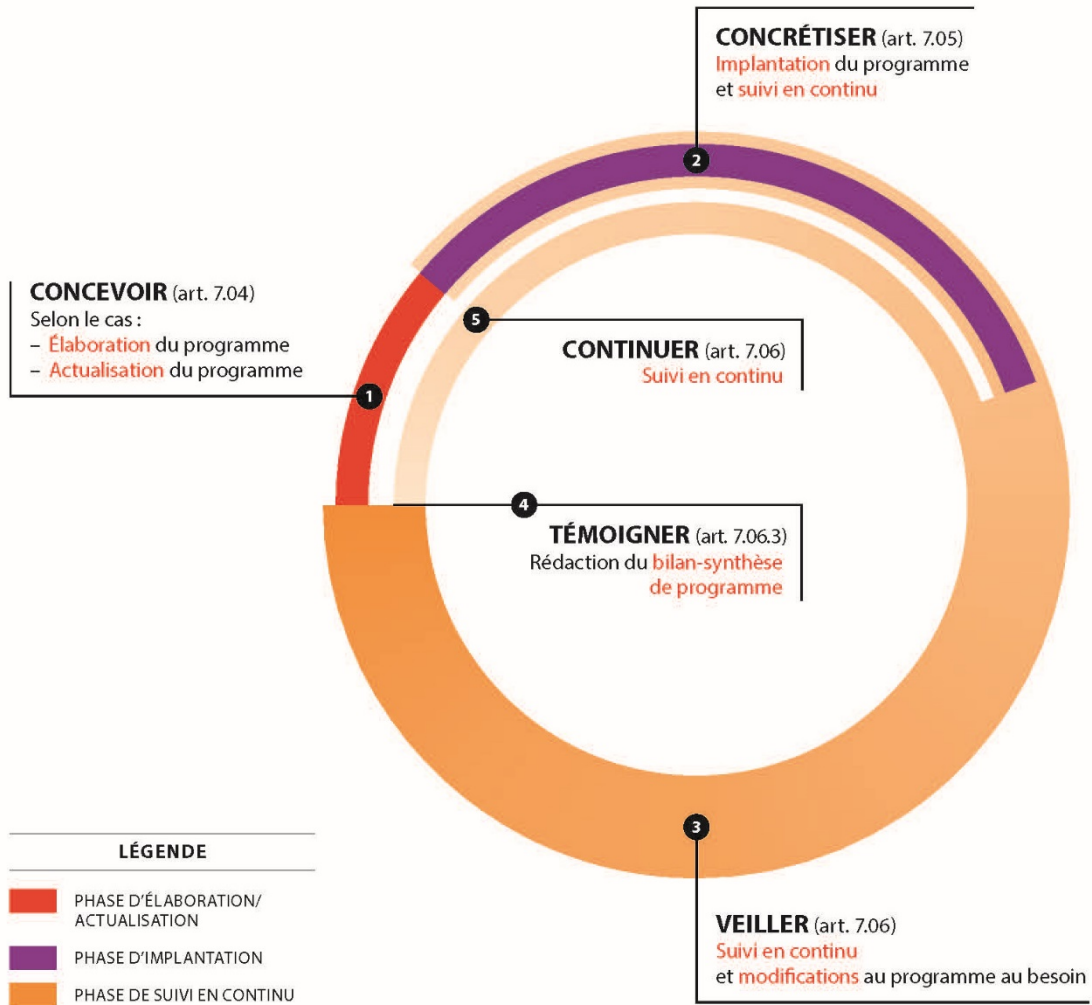 CONCRÉTISER (art. 7.05)
Implantation du programme
et suivi en continu
2
CONCEVOIR (art. 7.04)
Selon le cas :
– Élaboration du programme
– Actualisation du programme
1
5
CONTINUER (art. 7.06)
Suivi en continu
4
TÉMOIGNER (art. 7.06.3)
Rédaction du bilan-synthèse
de programme
3
VEILLER (art. 7.06)
Suivi en continu
et modifications au programme au besoin
LÉGENDE
PHASE D'ÉLABORATION/
ACTUALISATION
PHASE D'IMPLANTATION
PHASE DE SUIVI EN CONTINU